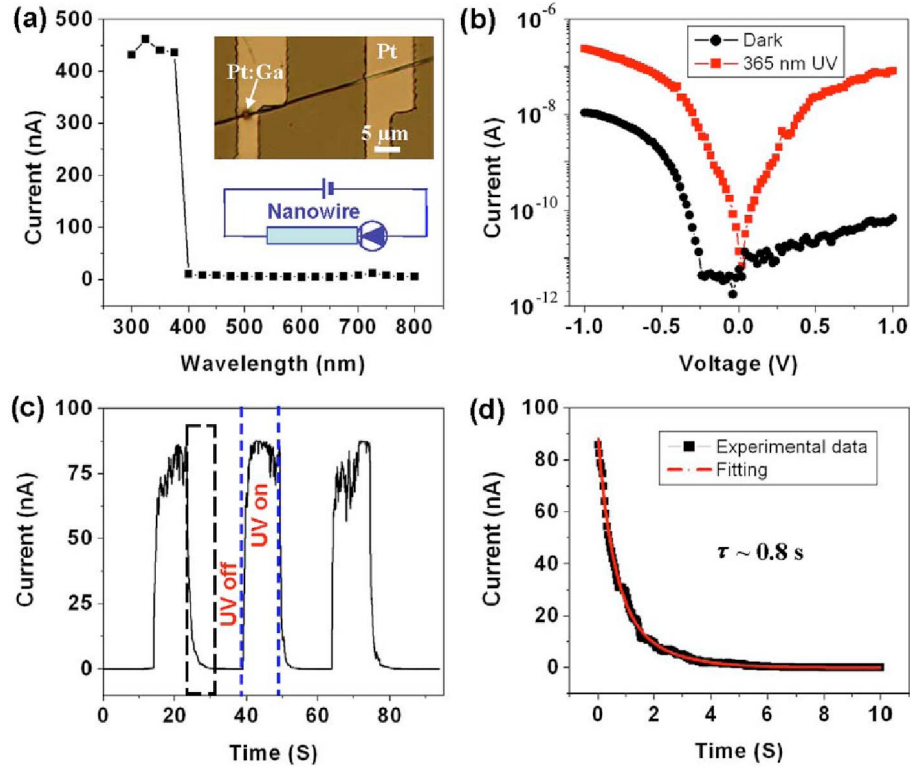 (a)
500
400
300
200
100
0
Current (nA)
300 400 500 600 700 800
Wavelength (nm)
Pt:Ga
Pt
5 μm
Nanowire
(b)
10⁻⁶
10⁻⁸
10⁻¹⁰
10⁻¹²
Current (A)
-1.0 -0.5 0.0 0.5 1.0
Voltage (V)
Dark
365 nm UV
(c)
100
75
50
25
0
Current (nA)
0 20 40 60 80
Time (S)
UV off
UV on
(d)
100
80
60
40
20
0
Current (nA)
0 2 4 6 8 10
Time (S)
Experimental data
Fitting
τ ~ 0.8 s